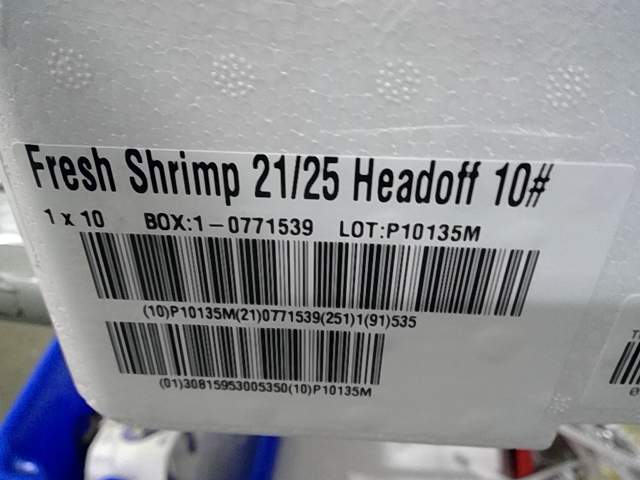 Fresh Shrimp 21/25 Headoff 10#
1 x 10 BOX:1-0771539 LOT:P10135M
(10)P10135M(21)0771539(251)1(91)535
(01)30815953005350(10)P10135M